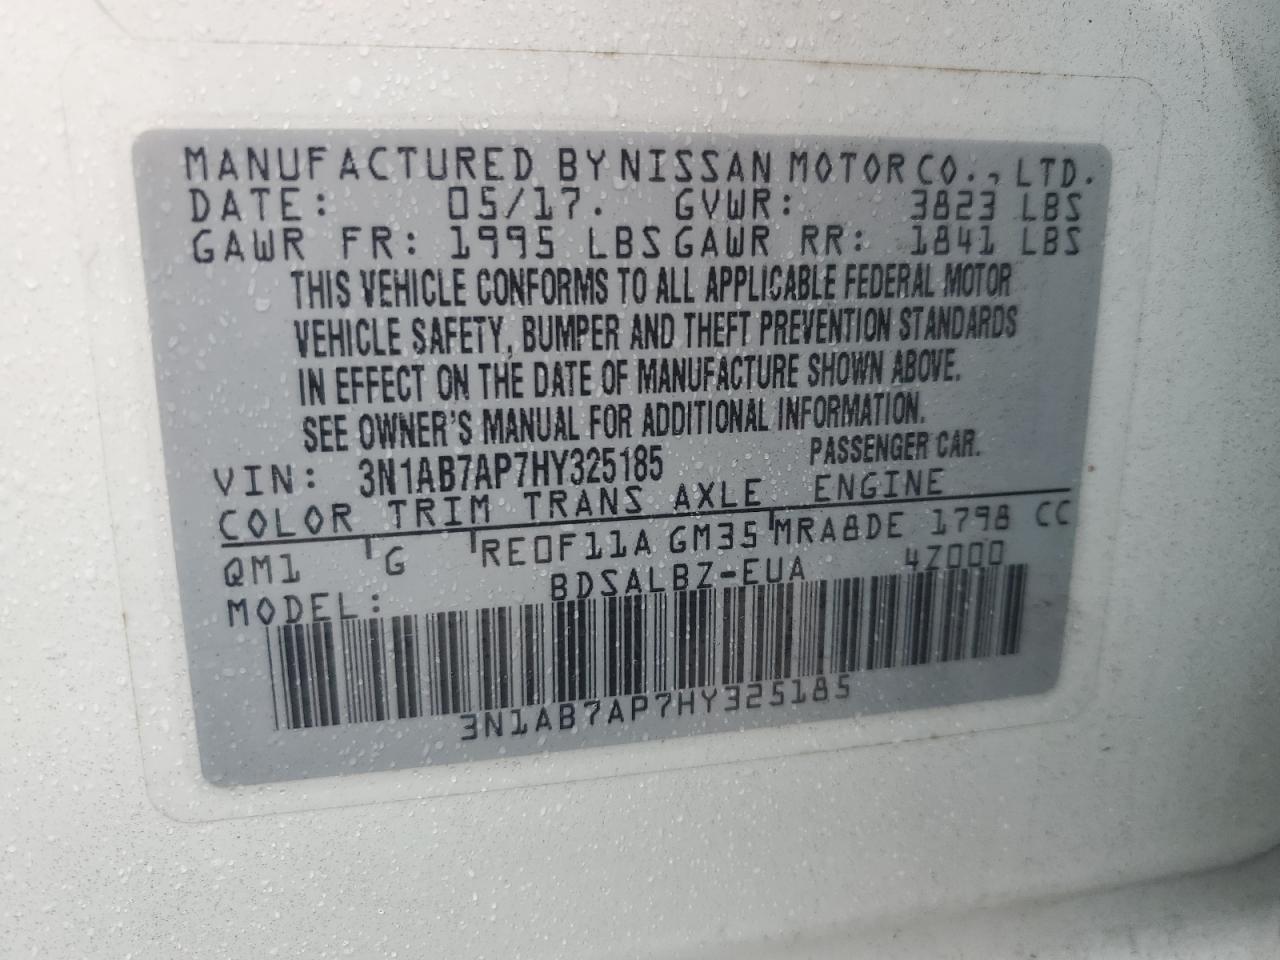 MANUFACTURED BY NISSAN MOTOR CO., LTD.
DATE: 05/17. GVWR: 3823 LBS
GAWR FR: 1995 LBS GAWR RR: 1841 LBS
THIS VEHICLE CONFORMS TO ALL APPLICABLE FEDERAL MOTOR
VEHICLE SAFETY, BUMPER AND THEFT PREVENTION STANDARDS
IN EFFECT ON THE DATE OF MANUFACTURE SHOWN ABOVE.
SEE OWNER'S MANUAL FOR ADDITIONAL INFORMATION.
VIN: 3N1AB7AP7HY325185 PASSENGER CAR.
COLOR TRIM TRANS AXLE ENGINE
QM1 G RE0F11A GM35 MRA8DE 1798 CC
MODEL: BDSALBZ-EUA 4Z000
3N1AB7AP7HY325185